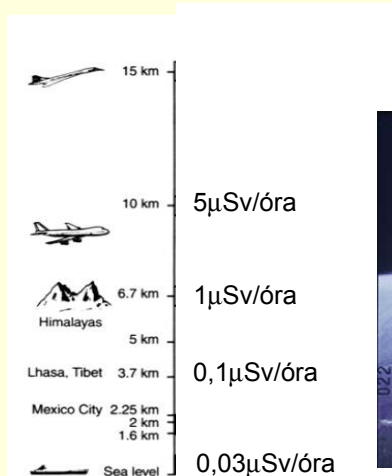 15 km
10 km 5μSv/óra
6.7 km 1μSv/óra
Himalayas
5 km
Lhasa, Tibet 3.7 km 0,1μSv/óra
Mexico City 2.25 km
2 km
1.6 km
Sea level 0,03μSv/óra
022